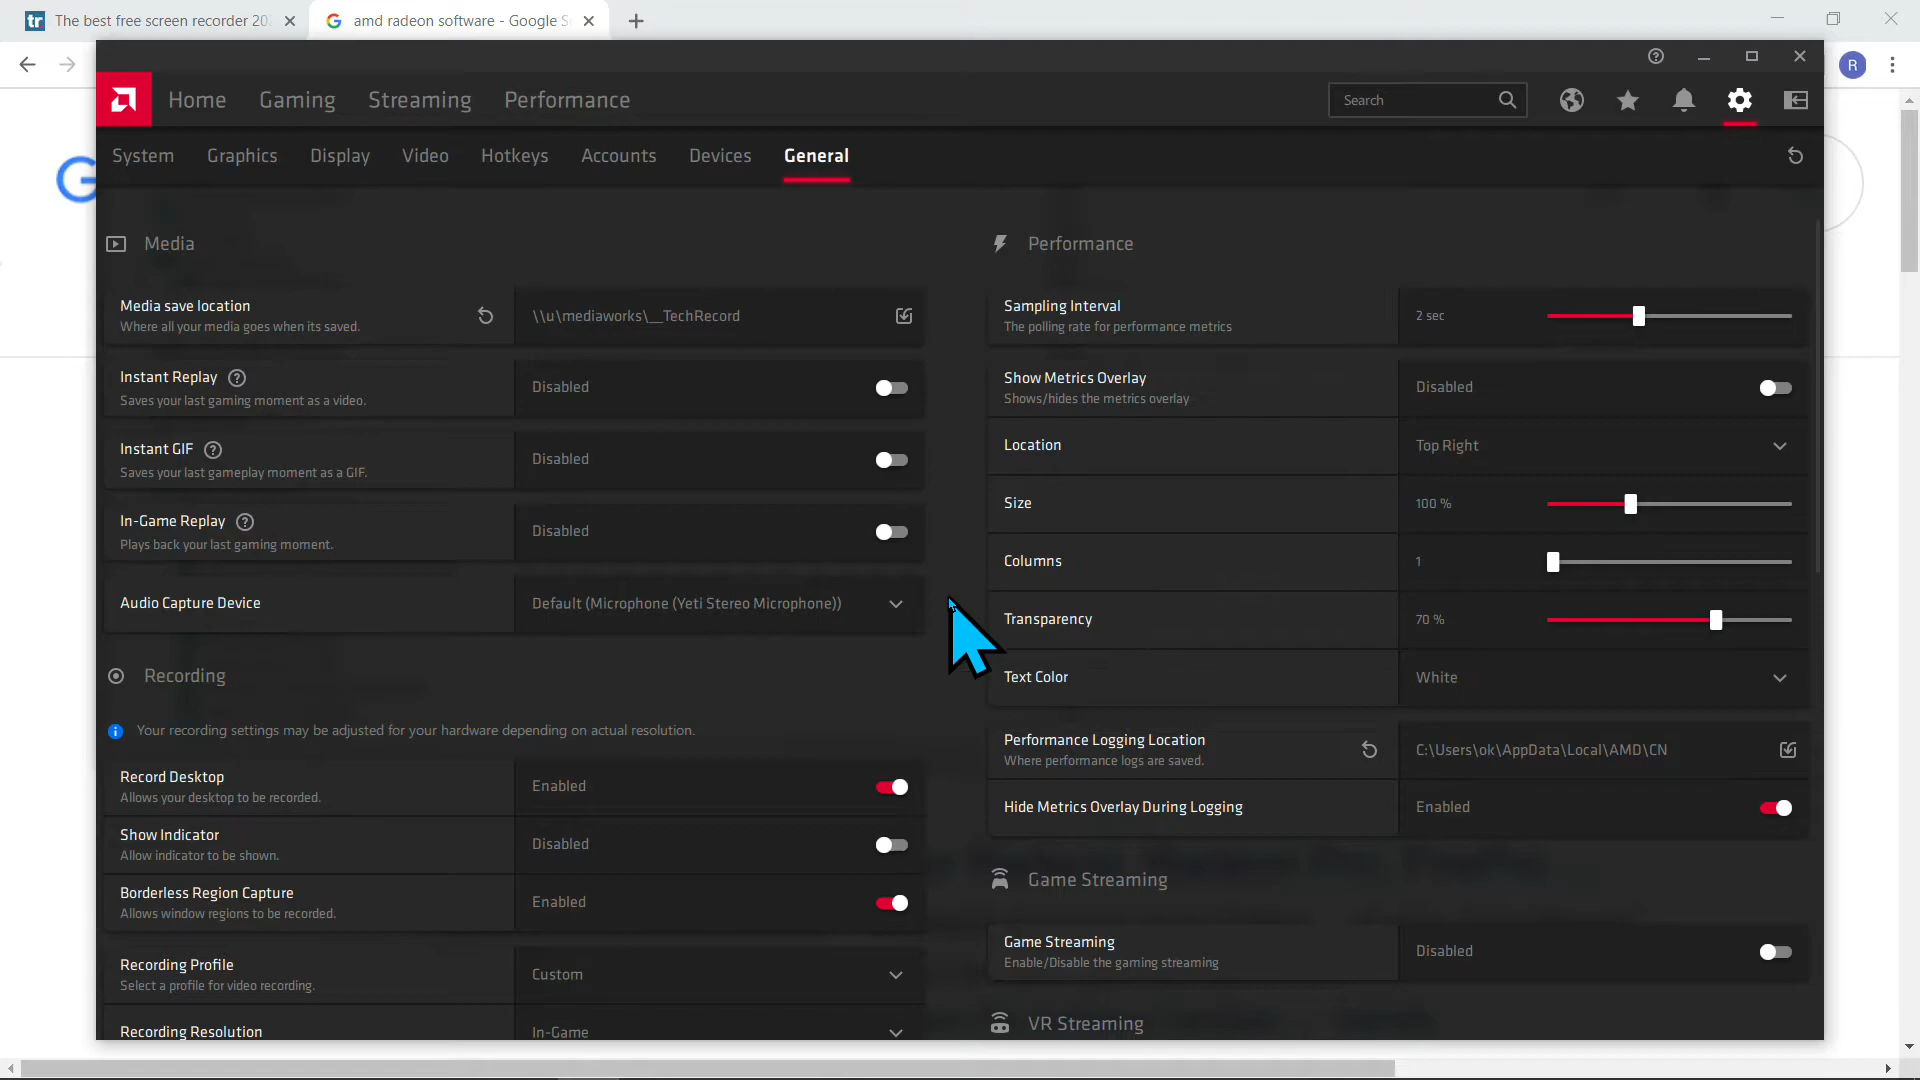 tr The best free screen recorder 20
amd radeon software - Google S
R
Home Gaming Streaming Performance
Search
System Graphics Display Video Hotkeys Accounts Devices General
Media
Media save location
Where all your media goes when its saved.
\\u\mediaworks\__TechRecord
Instant Replay ?
Saves your last gaming moment as a video.
Disabled
Instant GIF ?
Saves your last gameplay moment as a GIF.
Disabled
In-Game Replay ?
Plays back your last gaming moment.
Disabled
Audio Capture Device
Default (Microphone (Yeti Stereo Microphone))
Recording
Your recording settings may be adjusted for your hardware depending on actual resolution.
Record Desktop
Allows your desktop to be recorded.
Enabled
Show Indicator
Allow indicator to be shown.
Disabled
Borderless Region Capture
Allows window regions to be recorded.
Enabled
Recording Profile
Select a profile for video recording.
Custom
Recording Resolution
In-Game
Performance
Sampling Interval
The polling rate for performance metrics
2 sec
Show Metrics Overlay
Shows/hides the metrics overlay
Disabled
Location
Top Right
Size
100 %
Columns
1
Transparency
70 %
Text Color
White
Performance Logging Location
Where performance logs are saved.
C:\Users\ok\AppData\Local\AMD\CN
Hide Metrics Overlay During Logging
Enabled
Game Streaming
Game Streaming
Enable/Disable the gaming streaming
Disabled
VR Streaming